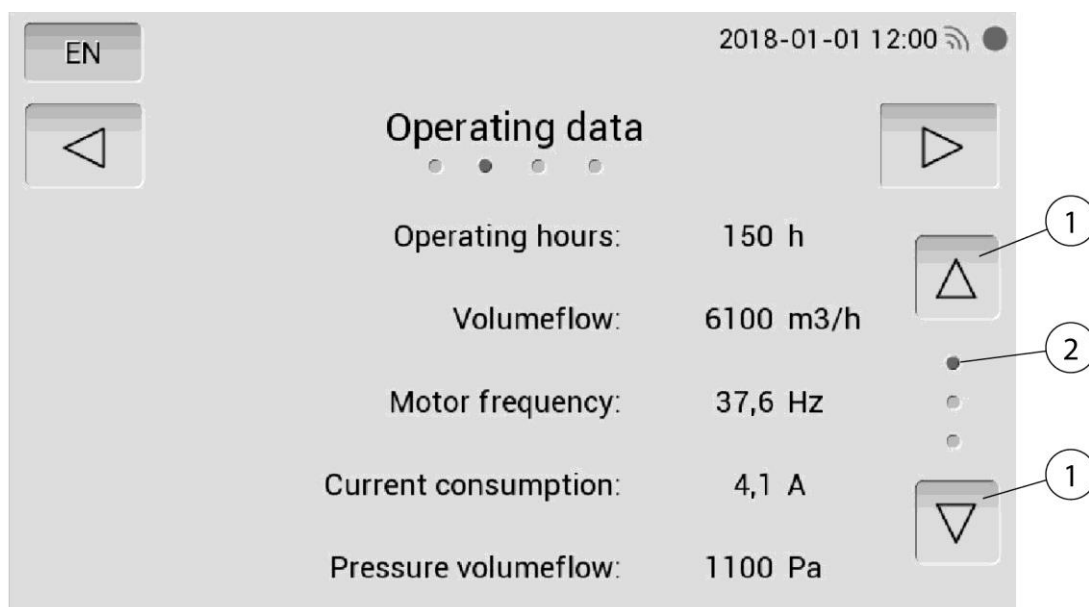 EN
2018-01-01 12:00
Operating data
Operating hours: 150 h
1
Volumeflow: 6100 m3/h
2
Motor frequency: 37,6 Hz
Current consumption: 4,1 A
1
Pressure volumeflow: 1100 Pa